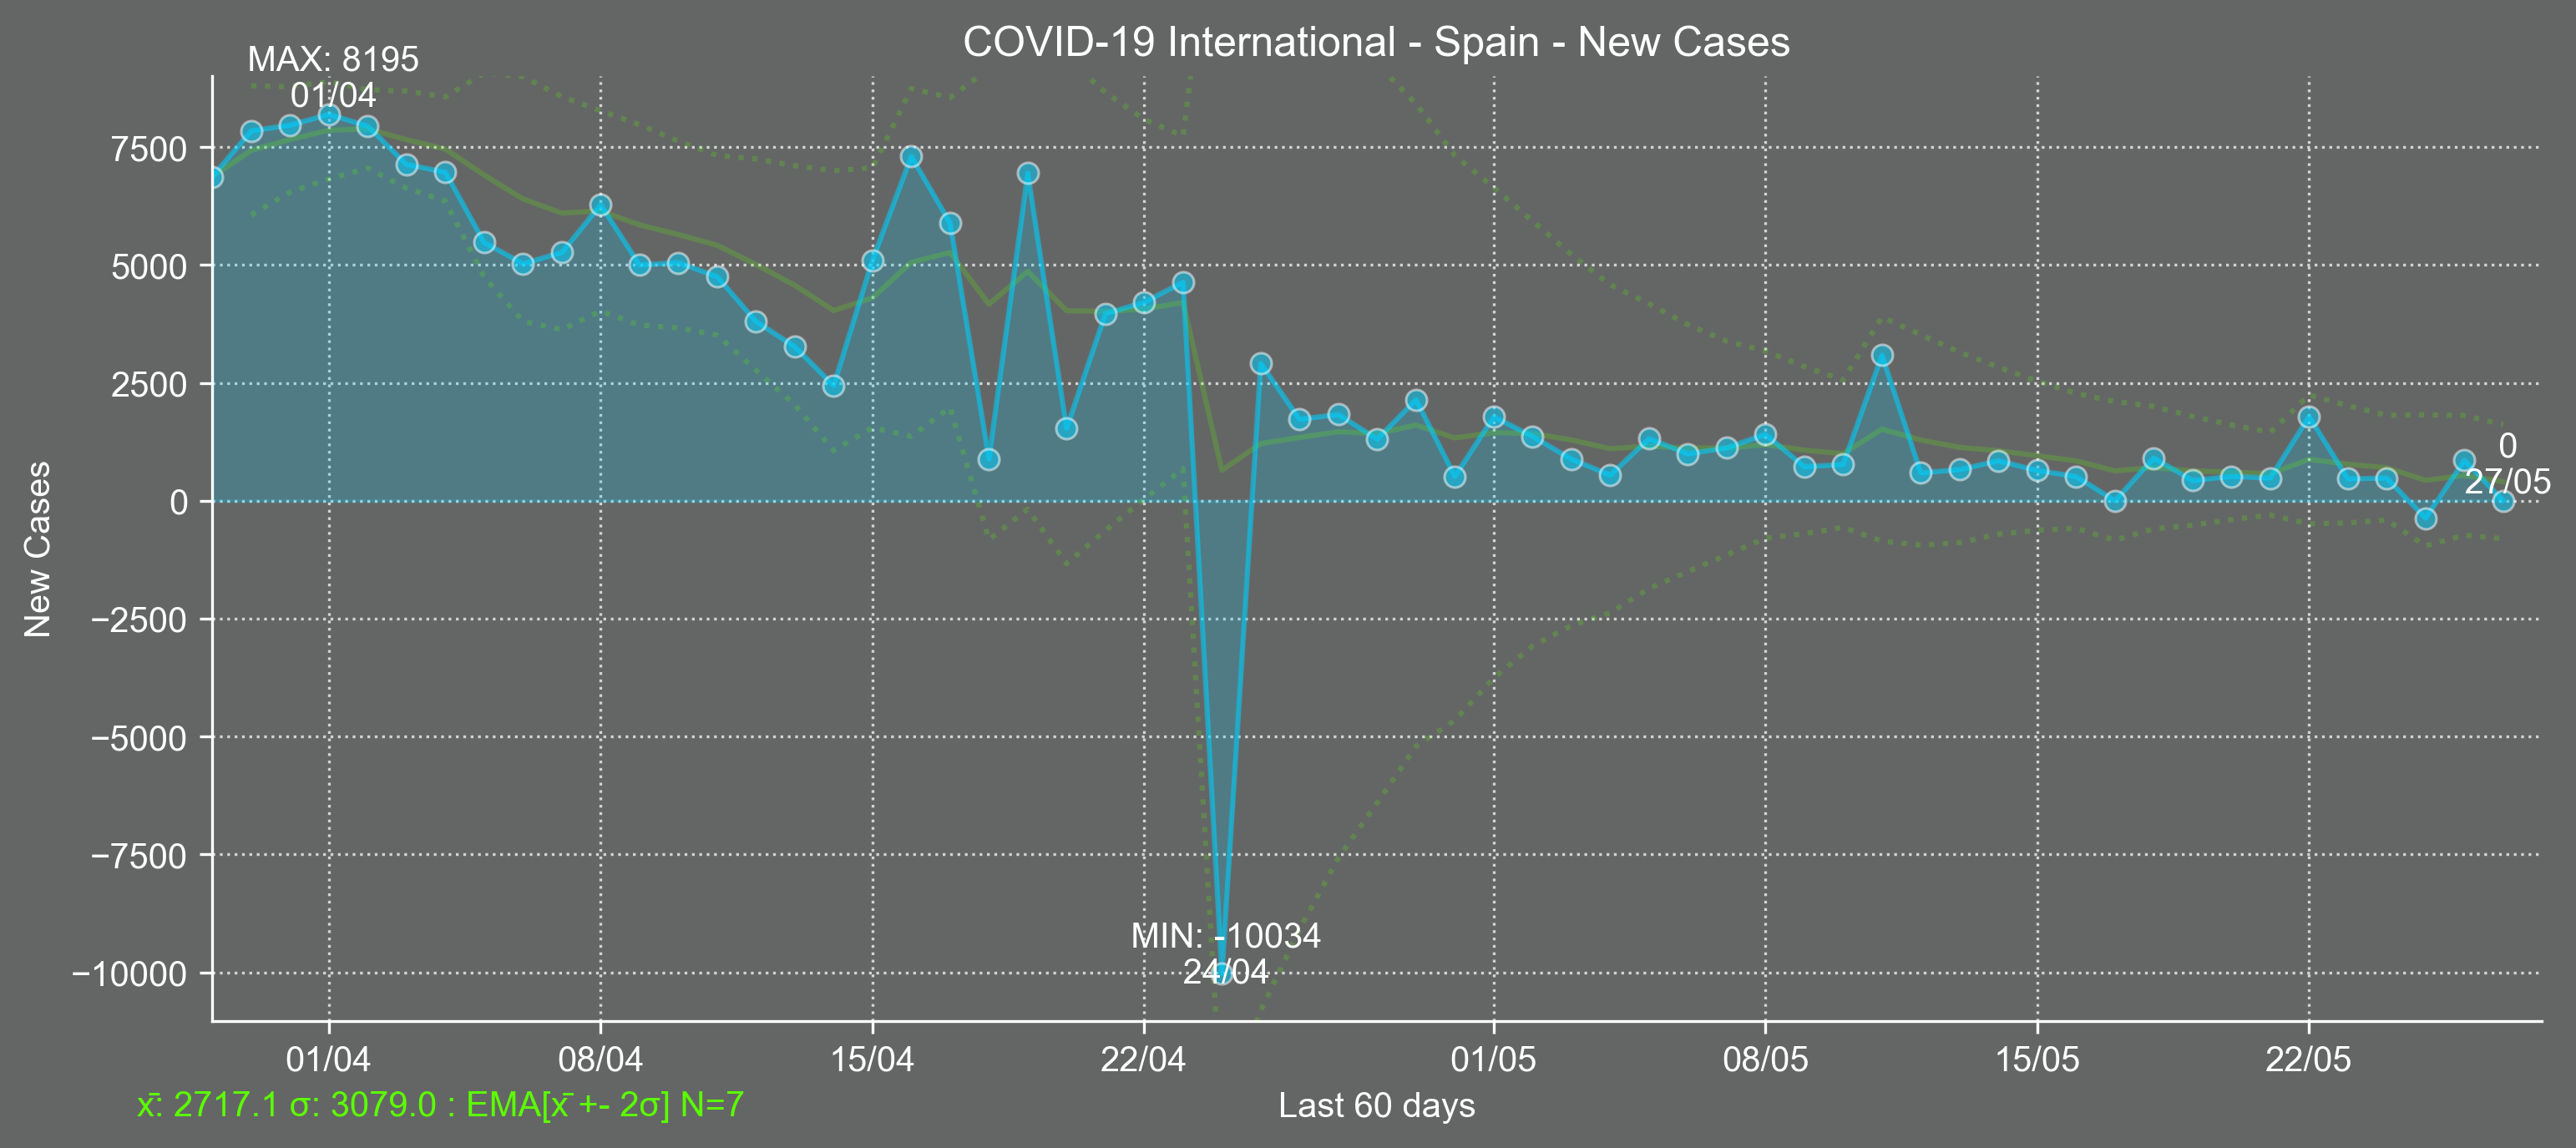 COVID-19 International - Spain - New Cases
MAX: 8195
01/04
7500
5000
2500
0
−2500
−5000
−7500
−10000
New Cases
0
27/05
MIN: -10034
24/04
01/04 08/04 15/04 22/04 01/05 08/05 15/05 22/05
x̄: 2717.1 σ: 3079.0 : EMA[x̄ +- 2σ] N=7
Last 60 days